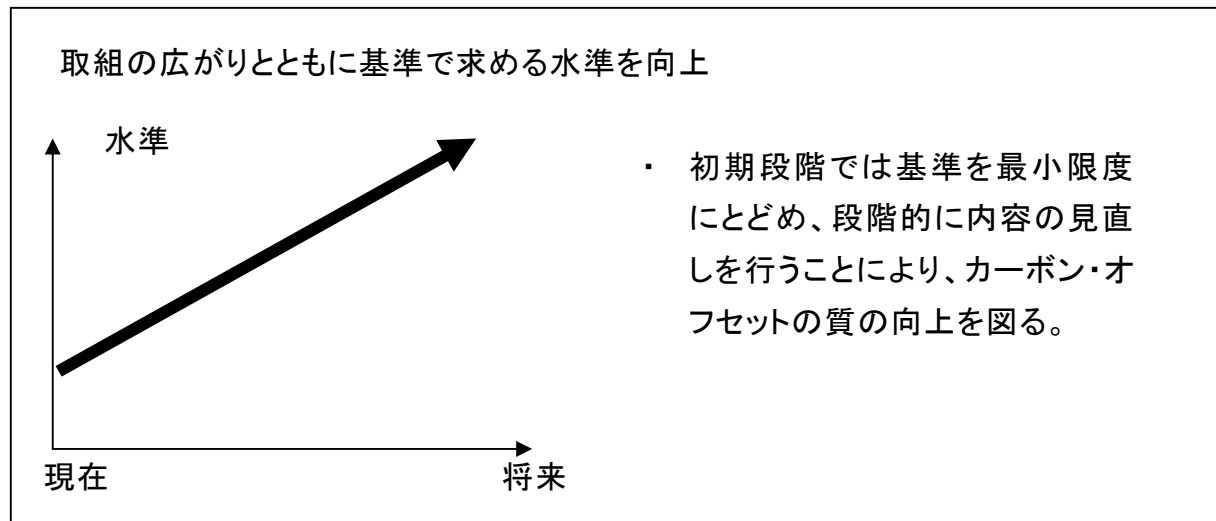 取組の広がりとともに基準で求める水準を向上
水準
・ 初期段階では基準を最小限度
にとどめ、段階的に内容の見直
しを行うことにより、カーボン・オ
フセットの質の向上を図る。
現在
将来